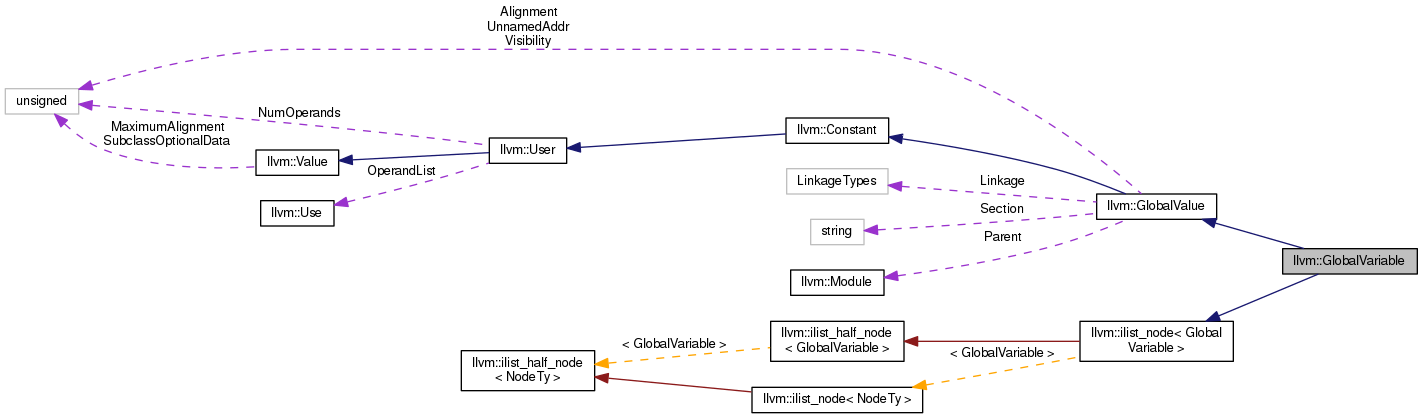 Alignment
UnnamedAddr
Visibility
unsigned
NumOperands
MaximumAlignment
SubclassOptionalData
llvm::Value
OperandList
llvm::Use
llvm::User
llvm::Constant
LinkageTypes
Linkage
string
Section
Parent
llvm::Module
llvm::GlobalValue
llvm::GlobalVariable
llvm::ilist_half_node
< GlobalVariable >
< GlobalVariable >
llvm::ilist_node< Global
Variable >
< GlobalVariable >
llvm::ilist_half_node
< NodeTy >
llvm::ilist_node< NodeTy >